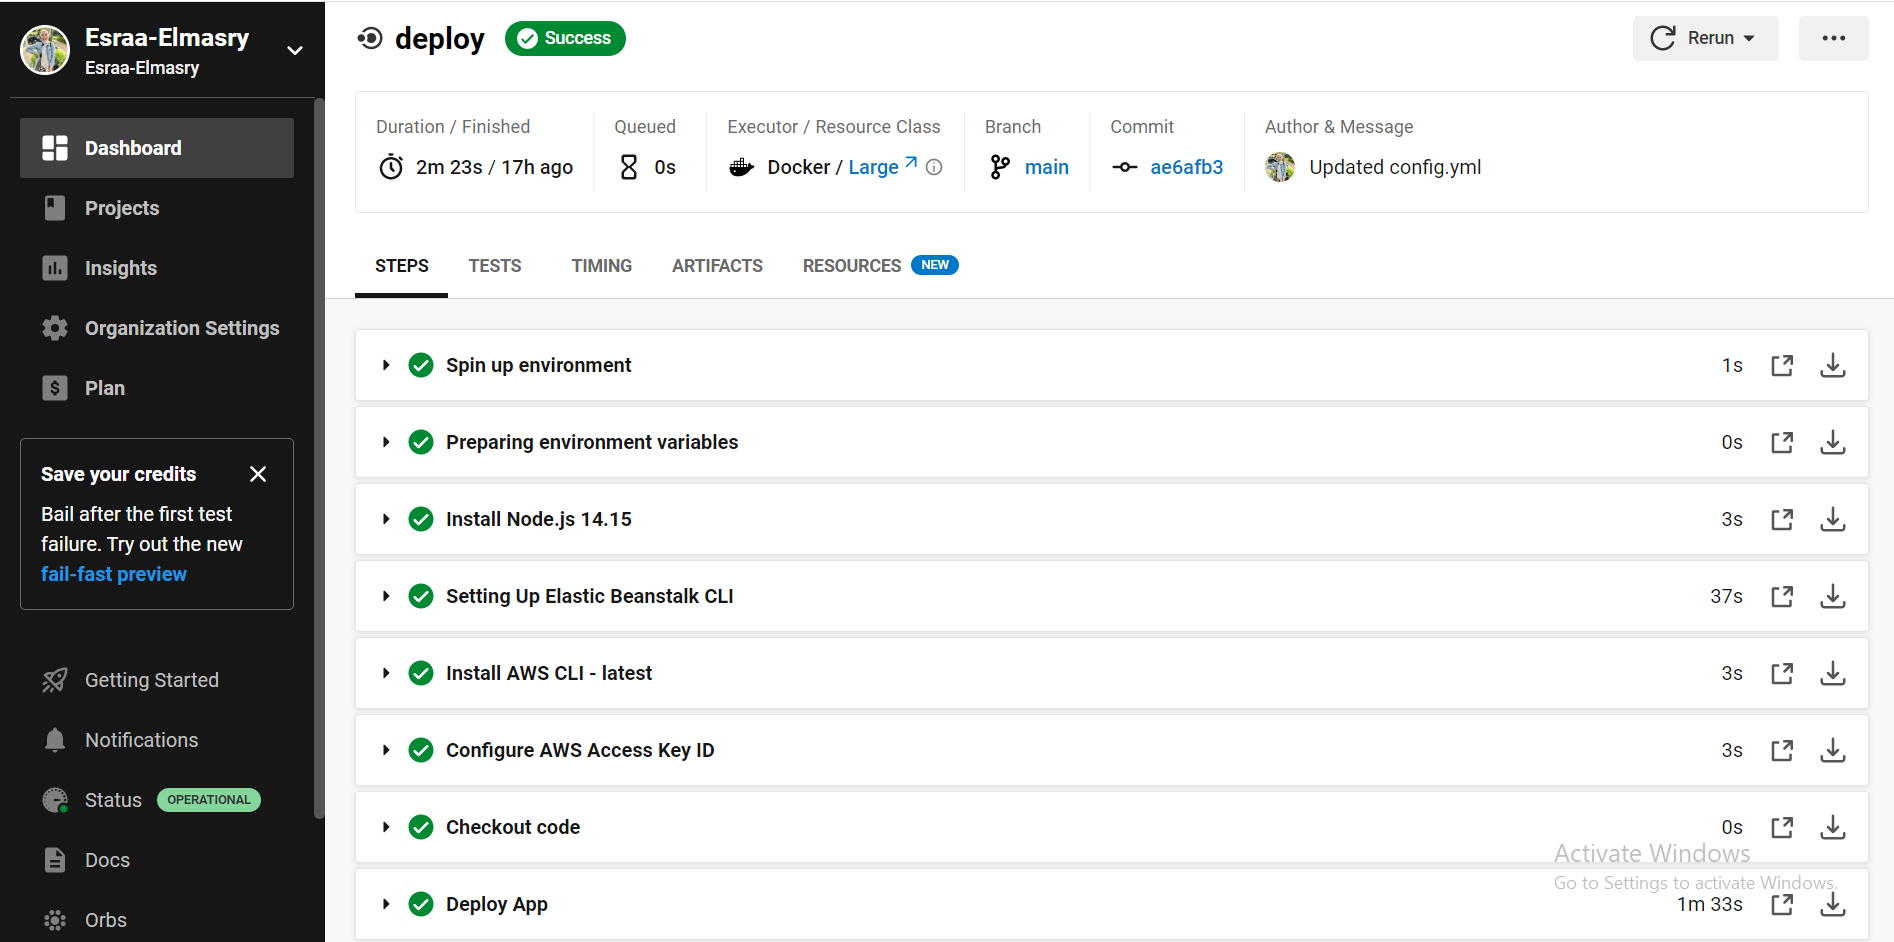 Esraa-Elmasry
Esraa-Elmasry
Dashboard
Projects
Insights
Organization Settings
Plan
Save your credits
Bail after the first test
failure. Try out the new
fail-fast preview
Getting Started
Notifications
Status OPERATIONAL
Docs
Orbs
deploy Success
Rerun
Duration / Finished
2m 23s / 17h ago
Queued
0s
Executor / Resource Class
Docker / Large
Branch
main
Commit
ae6afb3
Author & Message
Updated config.yml
STEPS TESTS TIMING ARTIFACTS RESOURCES NEW
Spin up environment 1s
Preparing environment variables 0s
Install Node.js 14.15 3s
Setting Up Elastic Beanstalk CLI 37s
Install AWS CLI - latest 3s
Configure AWS Access Key ID 3s
Checkout code 0s
Activate Windows
Go to Settings to activate Windows.
Deploy App 1m 33s